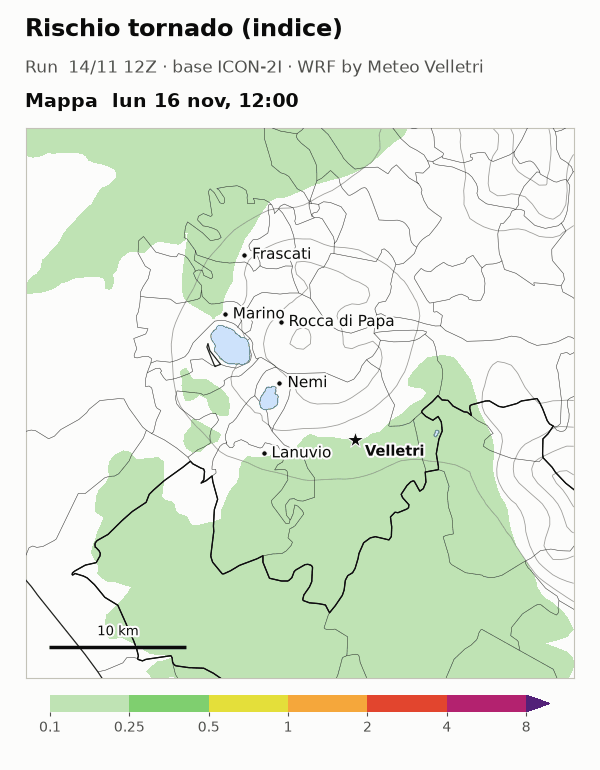 Rischio tornado (indice)
Run  14/11 12Z · base ICON-2I · WRF by Meteo Velletri
Mappa  lun 16 nov, 12:00
Frascati
Marino
Rocca di Papa
Nemi
Velletri
Lanuvio
10 km
0.1 0.25 0.5 1 2 4 8